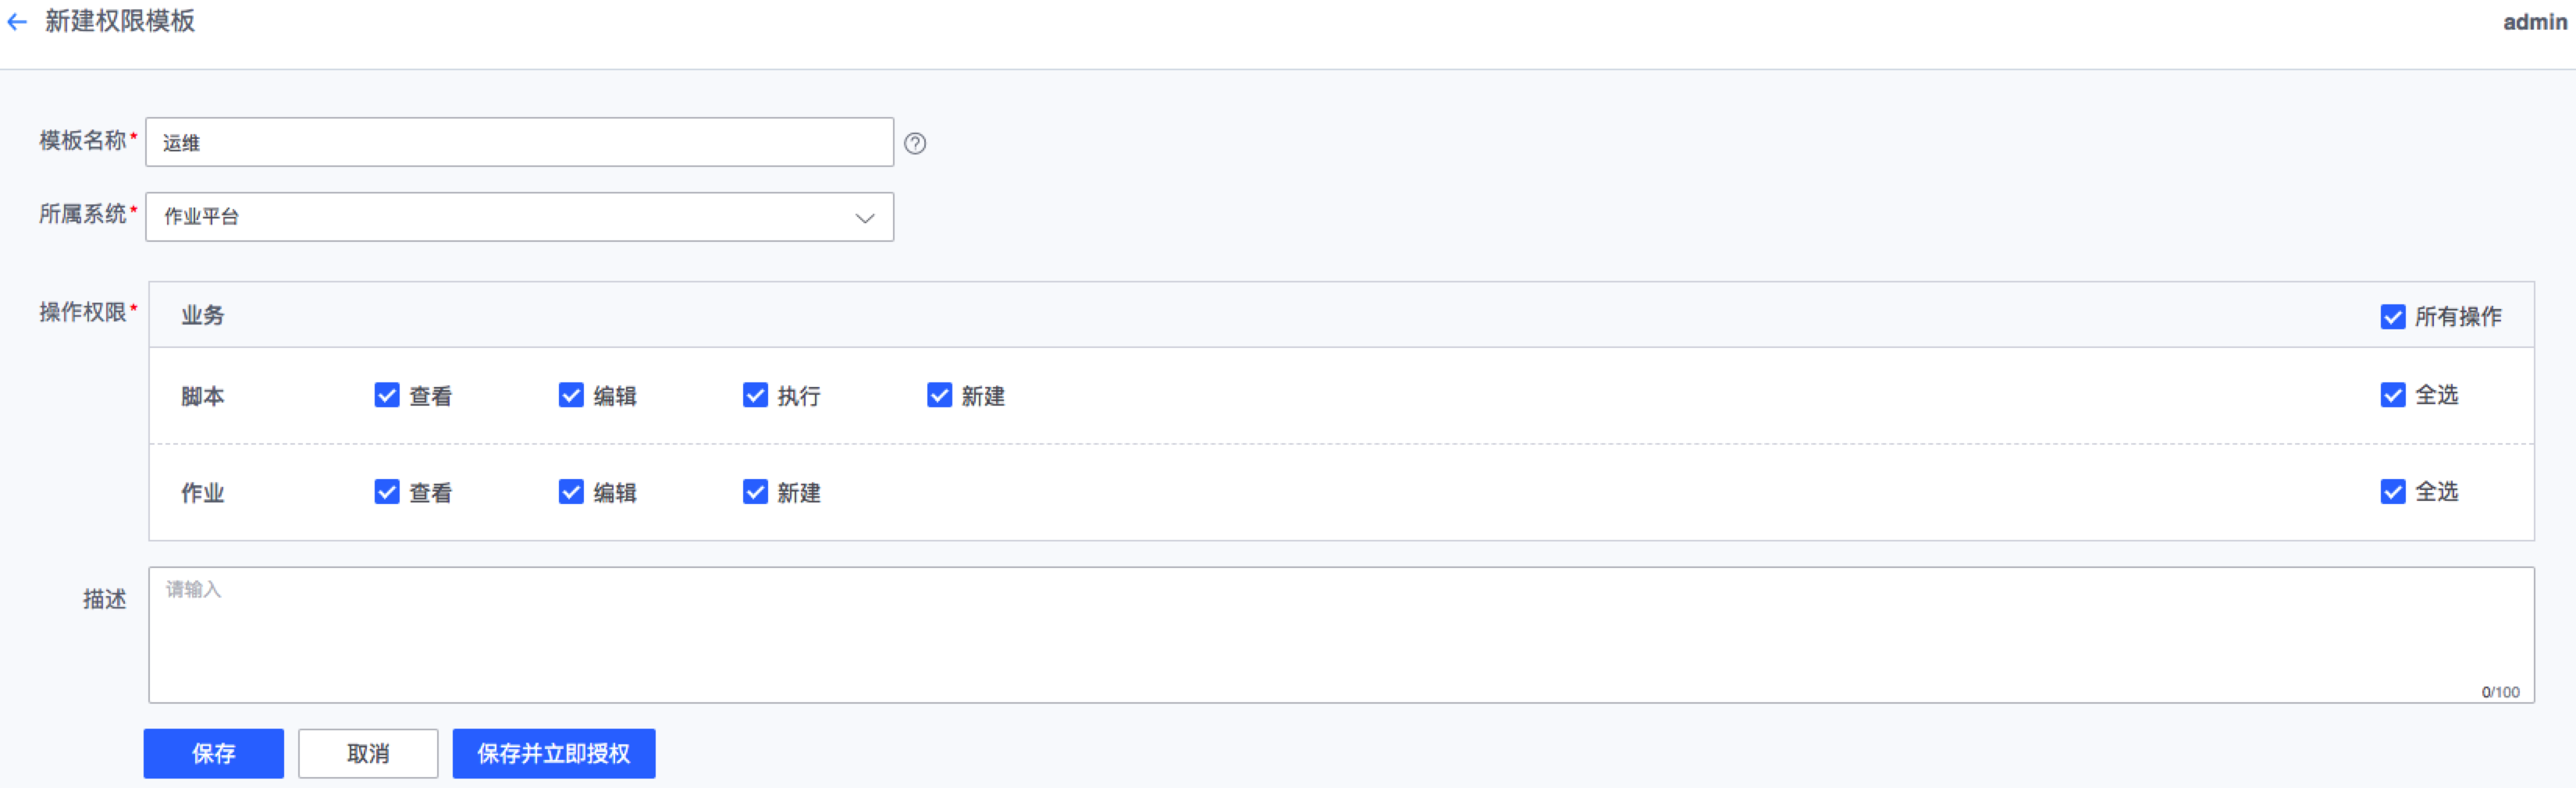 新建权限模板 admin
模板名称* 运维
所属系统* 作业平台
操作权限* 业务 所有操作
脚本 查看 编辑 执行 新建 全选
作业 查看 编辑 新建 全选
描述 请输入
0/100
保存 取消 保存并立即授权